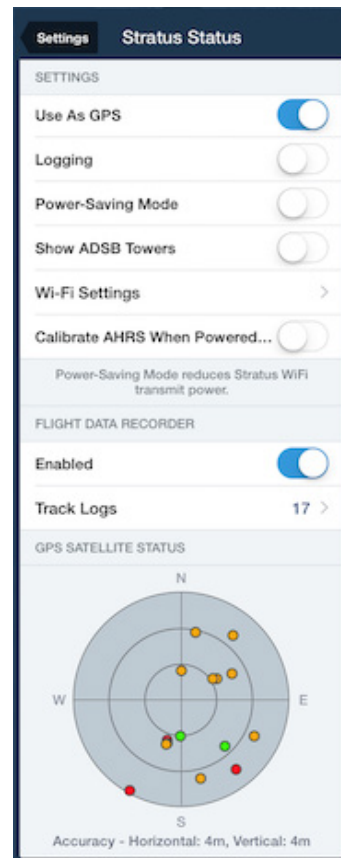 Settings Stratus Status
SETTINGS
Use As GPS
Logging
Power-Saving Mode
Show ADSB Towers
Wi-Fi Settings
Calibrate AHRS When Powered...
Power-Saving Mode reduces Stratus WiFi
transmit power.
FLIGHT DATA RECORDER
Enabled
Track Logs 17
GPS SATELLITE STATUS
N
W E
S
Accuracy - Horizontal: 4m, Vertical: 4m